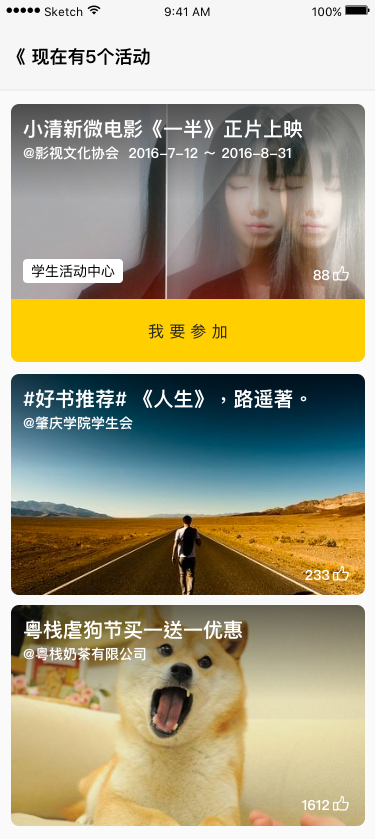 Sketch 9:41 AM 100%
《 现在有5个活动
小清新微电影《一半》正片上映
@影视文化协会 2016-7-12 ～ 2016-8-31
学生活动中心
88
我要参加
#好书推荐# 《人生》，路遥著。
@肇庆学院学生会
233
粤栈虐狗节买一送一优惠
@粤栈奶茶有限公司
1612